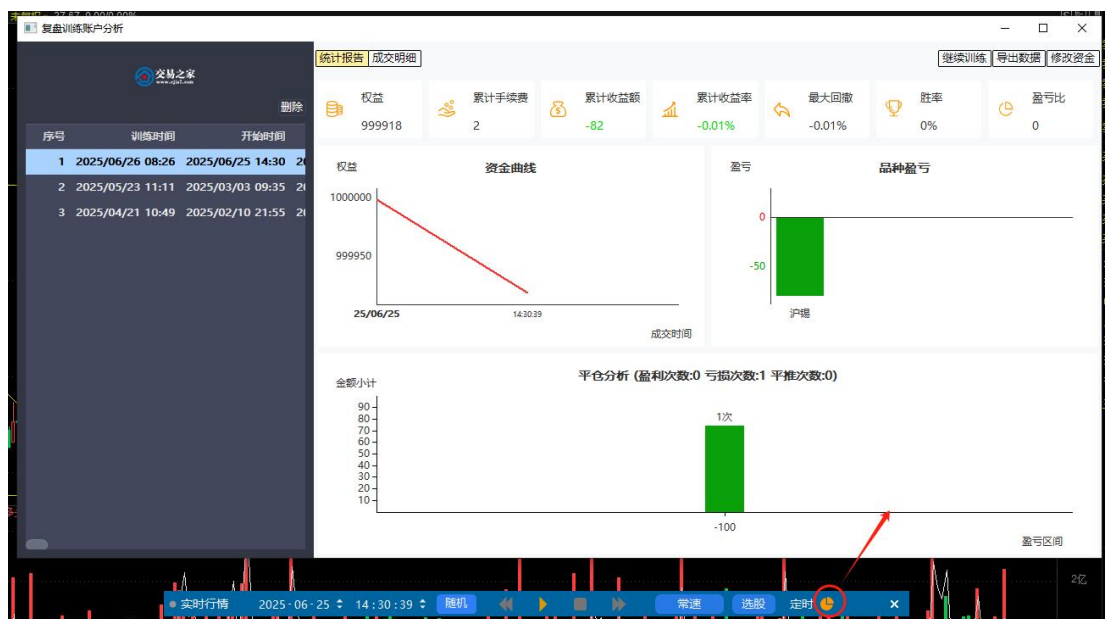 复盘训练账户分析
交易之家
删除
序号 训练时间 开始时间
1 2025/06/26 08:26 2025/06/25 14:30
2 2025/05/23 11:11 2025/03/03 09:35
3 2025/04/21 10:49 2025/02/10 21:55
统计报告 成交明细 继续训练 导出数据 修改资金
权益 累计手续费 累计收益额 累计收益率 最大回撤 胜率 盈亏比
999918 2 -82 -0.01% -0.01% 0% 0
权益 资金曲线
1000000
999950
25/06/25 14:30:39
成交时间
盈亏 品种盈亏
0
-50
沪锡
平仓分析 (盈利次数:0 亏损次数:1 平推次数:0)
金额小计
90
80
70
60
50
40
30
20
10
1次
-100
盈亏区间
2亿
实时行情 2025-06-25 14:30:39 随机 常速 选股 定时